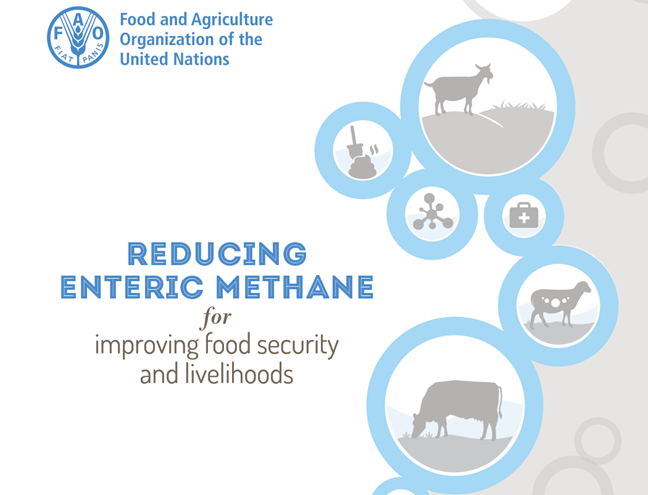 FAO
FIAT PANIS
Food and Agriculture
Organization of the
United Nations
REDUCING
ENTERIC METHANE
for
improving food security
and livelihoods